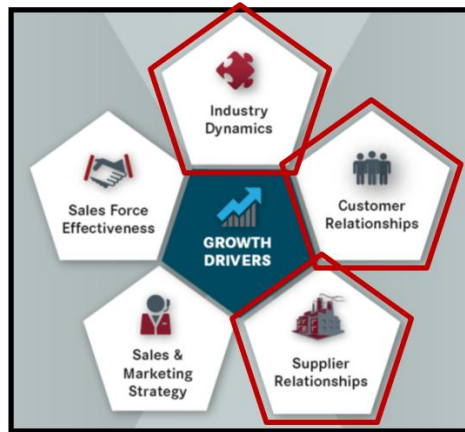 Industry
Dynamics
Sales Force
Effectiveness
Customer
Relationships
GROWTH
DRIVERS
Sales &
Marketing
Strategy
Supplier
Relationships